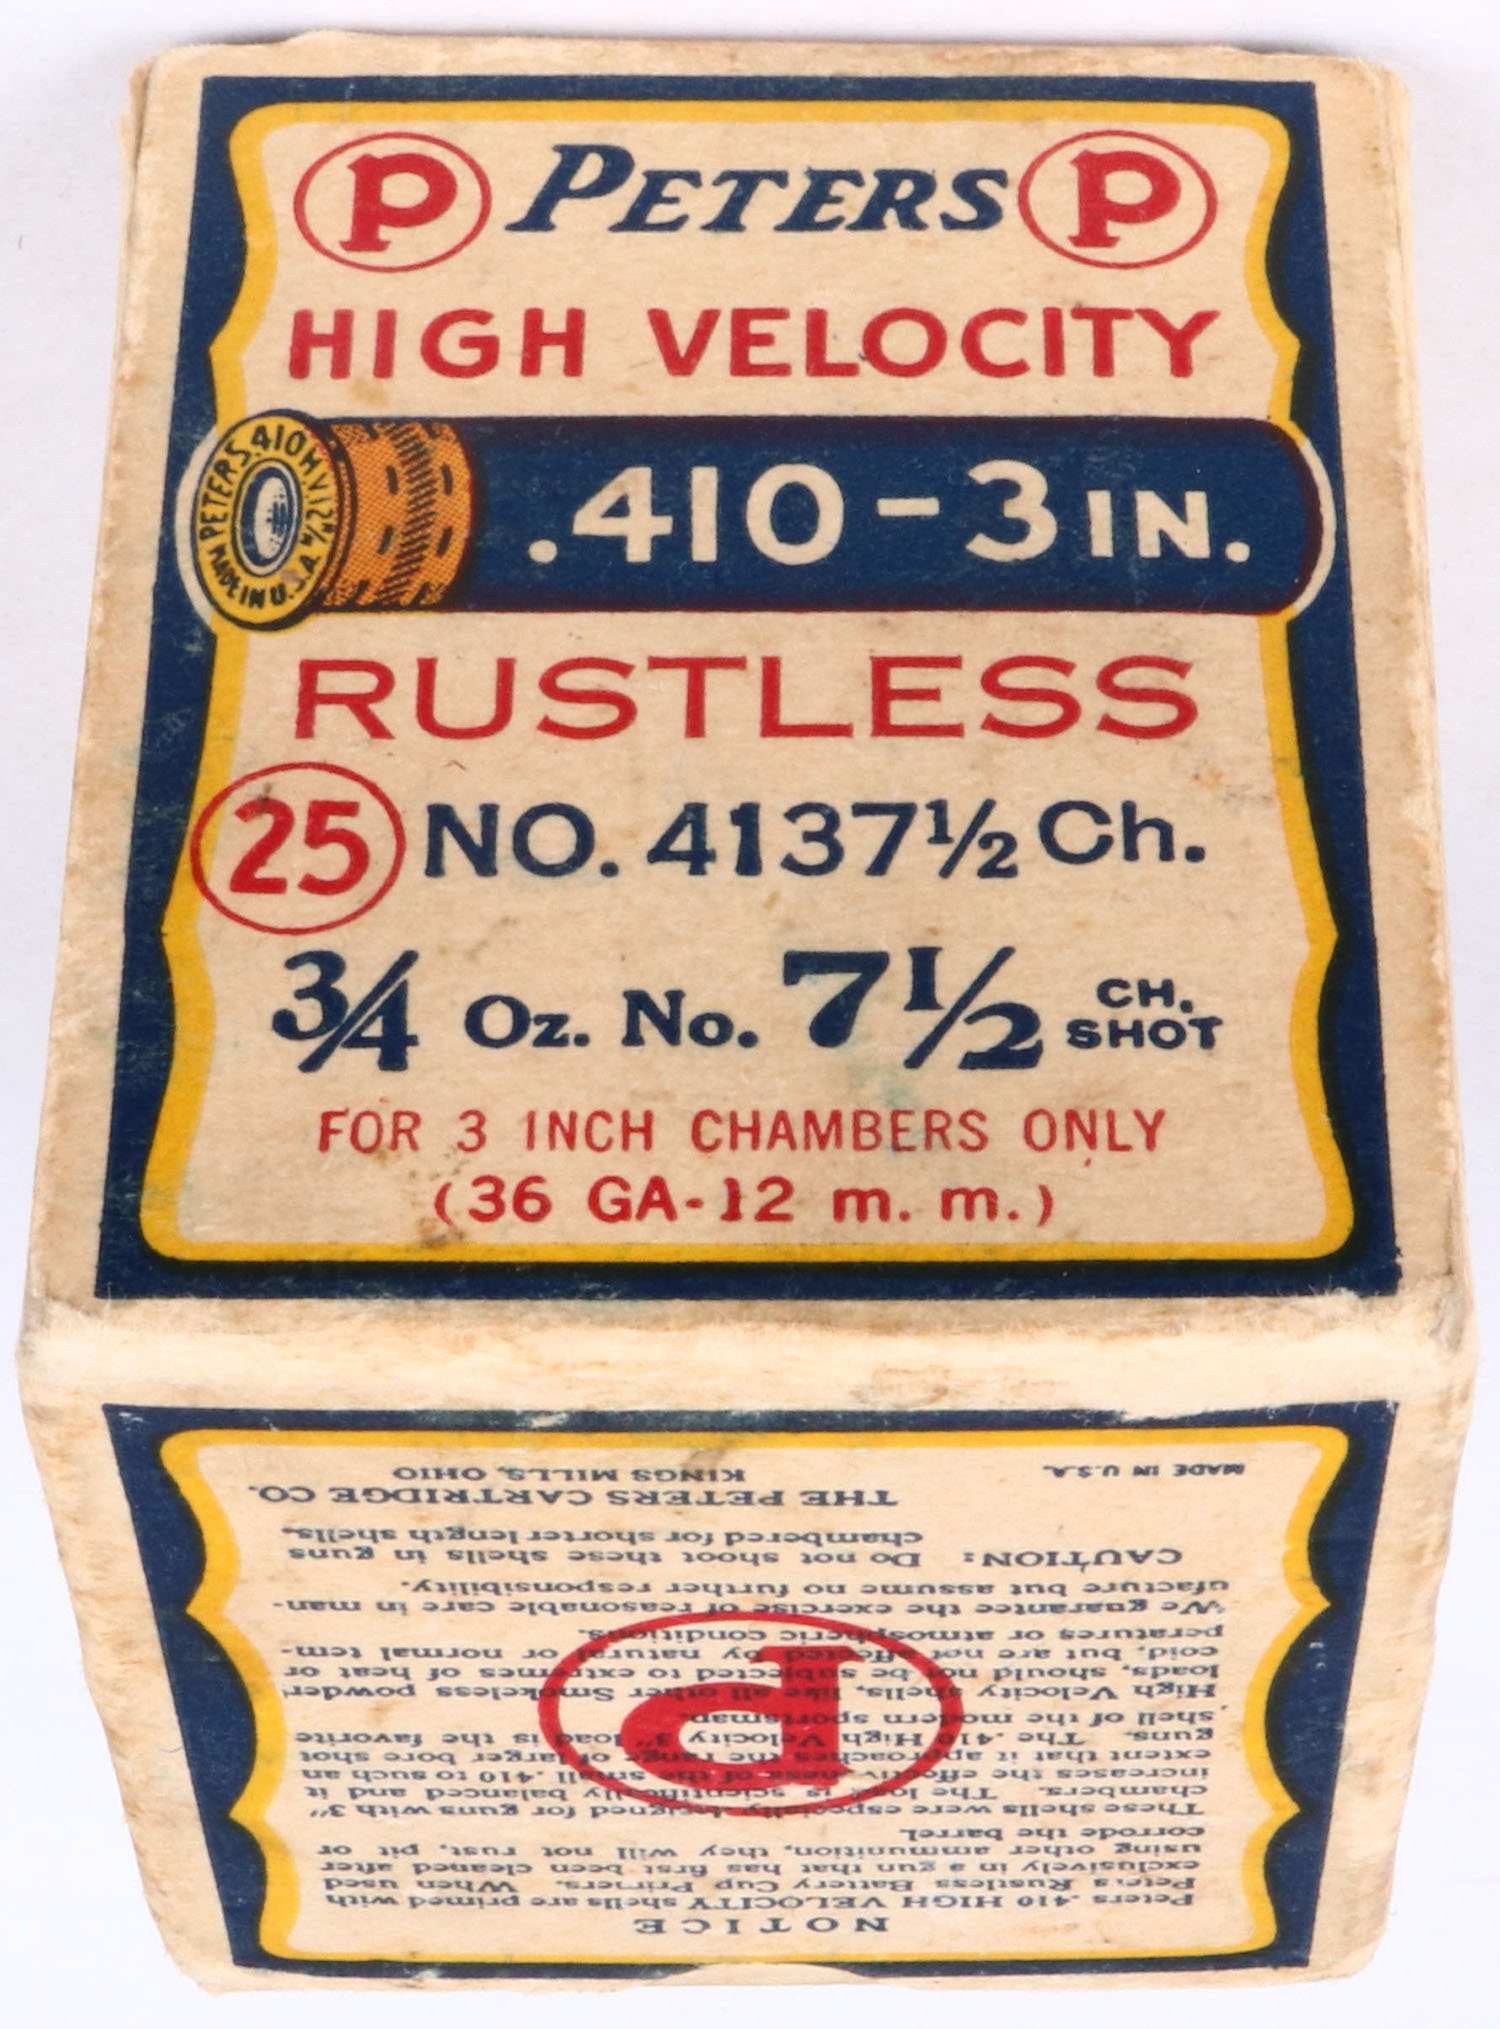 P PETERS P
HIGH VELOCITY
PETERS .410 H.V. 12 M/M
MADE IN U.S.A.
.410 - 3 IN.
RUSTLESS
25 NO. 4137½ Ch.
¾ Oz. No. 7½ CH. SHOT
FOR 3 INCH CHAMBERS ONLY
(36 GA-12 m. m.)
NOTICE
Peters .410 HIGH VELOCITY shells are primed with
Peters Rustless Battery Cup Primers. When used
exclusively in a gun that has first been cleaned after
using other ammunition, they will not rust, pit or
corrode the barrel.
These shells were especially designed for guns with 3"
chambers. The load is scientifically balanced and it
increases the effectiveness of the small .410 to such an
extent that it approaches the range of larger bore shot
guns. The .410 High Velocity 3" load is the favorite
shell of the modern sportsman.
High Velocity shells, like all other Smokeless powder
loads, should not be subjected to extremes of heat or
cold, but are not affected by natural or normal tem-
peratures or atmospheric conditions.
We guarantee the exercise of reasonable care in man-
ufacture but assume no further responsibility.
CAUTION: Do not shoot these shells in guns
chambered for shorter length shells.
THE PETERS CARTRIDGE CO.
MADE IN U.S.A. KINGS MILLS, OHIO
P